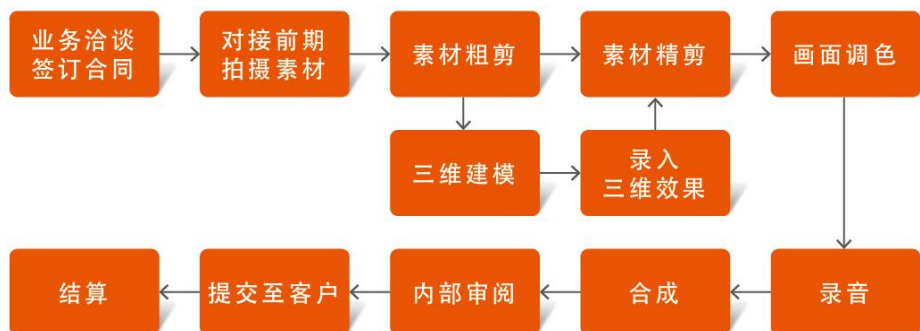 业务洽谈
签订合同
对接前期
拍摄素材
素材粗剪
素材精剪
画面调色
三维建模
录入
三维效果
结算
提交至客户
内部审阅
合成
录音